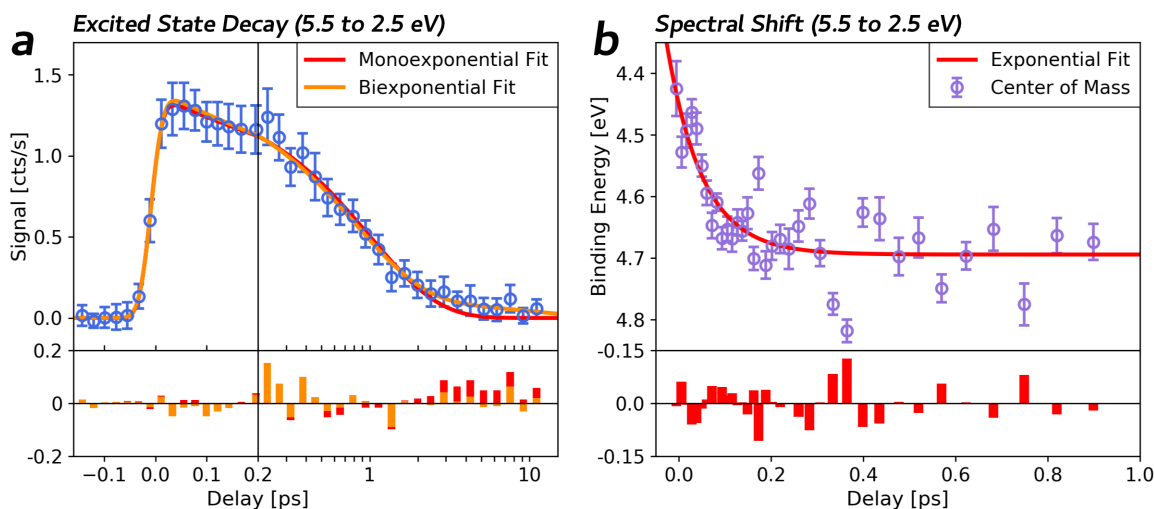 a
Excited State Decay (5.5 to 2.5 eV)
Monoexponential Fit
Biexponential Fit
Signal [cts/s]
1.5
1.0
0.5
0.0
0.2
0
-0.2
−0.1
0.0
0.1
0.2
1
10
Delay [ps]
b
Spectral Shift (5.5 to 2.5 eV)
Exponential Fit
Center of Mass
Binding Energy [eV]
4.4
4.5
4.6
4.7
4.8
-0.15
0.0
-0.15
0.0
0.2
0.4
0.6
0.8
1.0
Delay [ps]